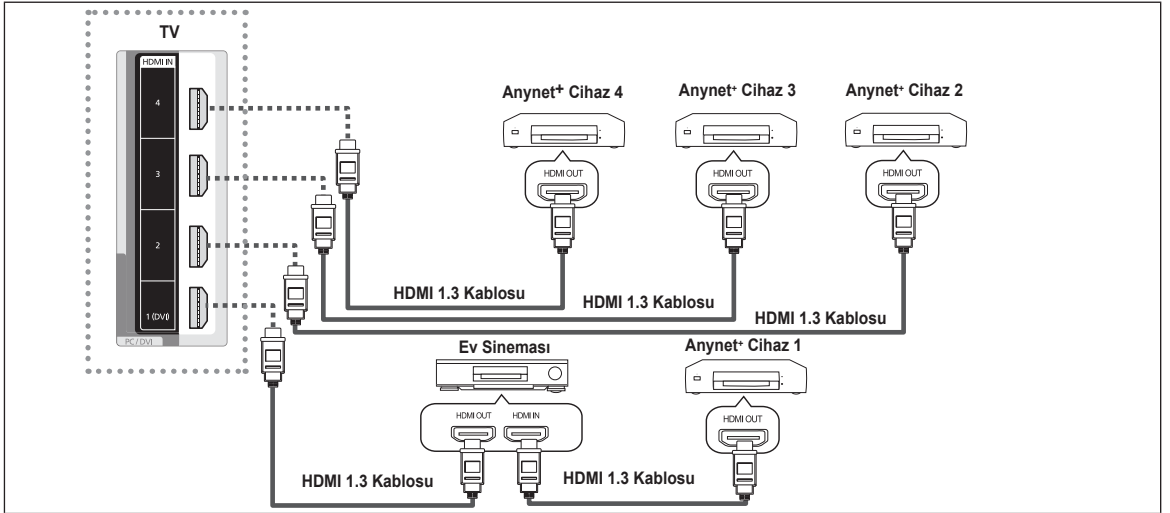 TV
HDMI IN
4
3
2
1 (DVI)
PC / DVI
Anynet+ Cihaz 4
Anynet+ Cihaz 3
Anynet+ Cihaz 2
HDMI OUT
HDMI OUT
HDMI OUT
HDMI 1.3 Kablosu
HDMI 1.3 Kablosu
HDMI 1.3 Kablosu
Ev Sineması
Anynet+ Cihaz 1
HDMI OUT
HDMI IN
HDMI OUT
HDMI 1.3 Kablosu
HDMI 1.3 Kablosu